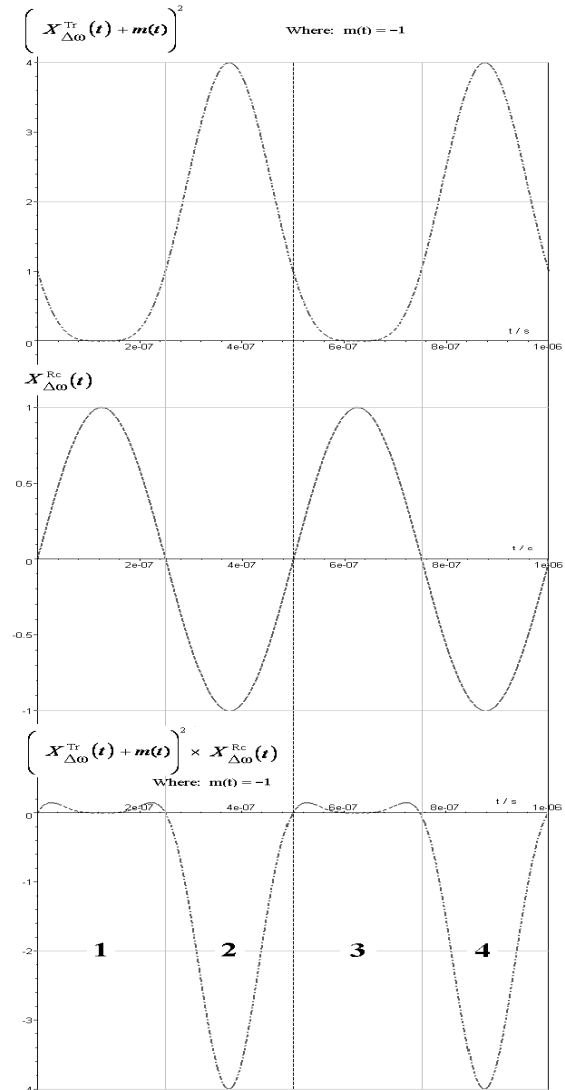 ( X^Tr_Δω(t) + m(t) )^2 Where: m(t) = −1
4
3
2
1
0
t / s
2e-07 4e-07 6e-07 8e-07 1e-06
X^Rc_Δω(t)
1
0.5
0
t / s
2e-07 4e-07 6e-07 8e-07 1e-06
-0.5
-1
( X^Tr_Δω(t) + m(t) )^2 × X^Rc_Δω(t)
Where: m(t) = −1
t / s
2e-07 4e-07 6e-07 8e-07 1e-06
0
-1
-2
1 2 3 4
-3
-4